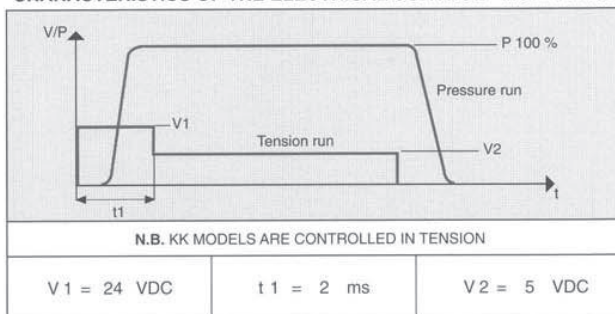 V/P
P 100 %
Pressure run
V1
Tension run
V2
t1
t
N.B. KK MODELS ARE CONTROLLED IN TENSION
V 1 = 24 VDC
t 1 = 2 ms
V 2 = 5 VDC